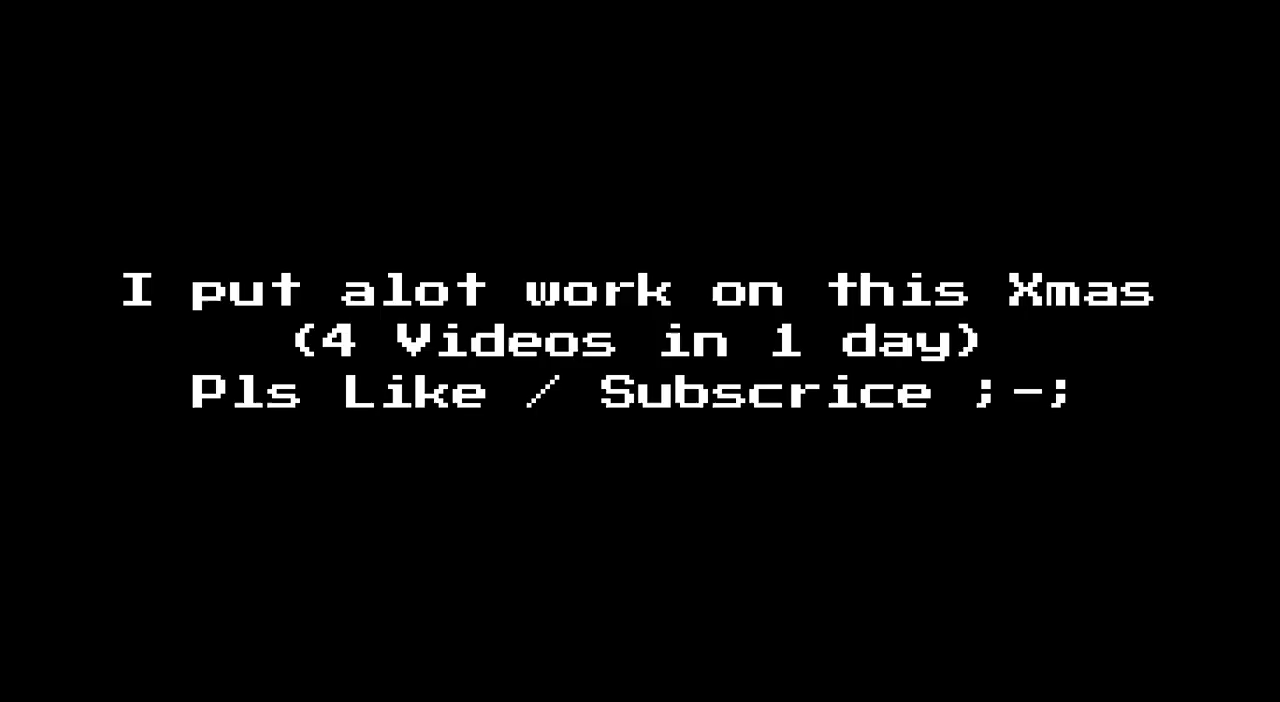 I put alot work on this Xmas
(4 Videos in 1 day)
Pls Like / Subscrice ;-;